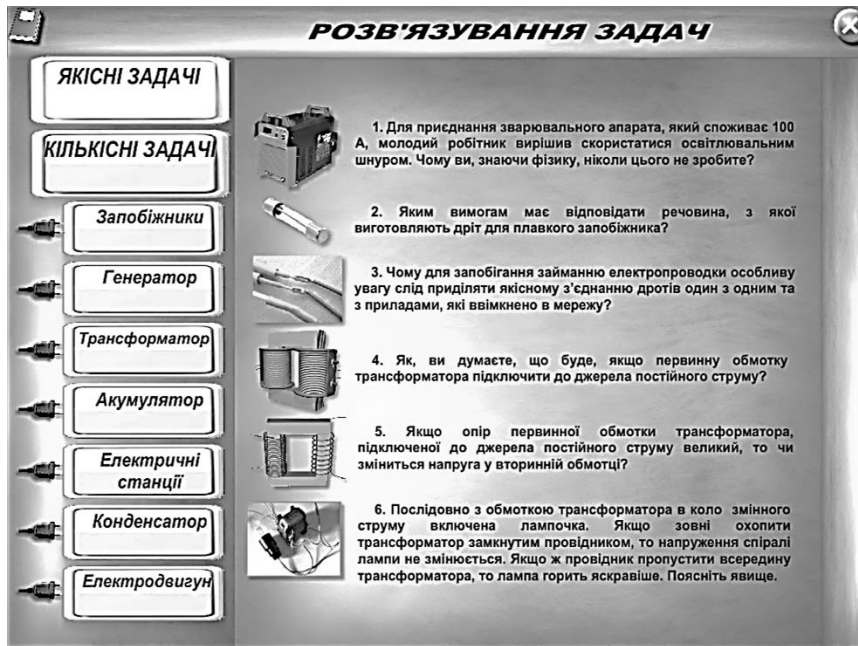 РОЗВ'ЯЗУВАННЯ ЗАДАЧ
ЯКІСНІ ЗАДАЧІ
КІЛЬКІСНІ ЗАДАЧІ
Запобіжники
Генератор
Трансформатор
Акумулятор
Електричні
станції
Конденсатор
Електродвигун
1. Для приєднання зварювального апарата, який споживає 100
А, молодий робітник вирішив скористатися освітлювальним
шнуром. Чому ви, знаючи фізику, ніколи цього не зробите?
2. Яким вимогам має відповідати речовина, з якої
виготовляють дріт для плавкого запобіжника?
3. Чому для запобігання займанню електропроводки особливу
увагу слід приділяти якісному з’єднанню дротів один з одним та
з приладами, які ввімкнено в мережу?
4. Як, ви думаєте, що буде, якщо первинну обмотку
трансформатора підключити до джерела постійного струму?
5. Якщо опір первинної обмотки трансформатора,
підключеної до джерела постійного струму великий, то чи
зміниться напруга у вторинній обмотці?
6. Послідовно з обмоткою трансформатора в коло змінного
струму включена лампочка. Якщо зовні охопити
трансформатор замкнутим провідником, то напруження спіралі
лампи не змінюється. Якщо ж провідник пропустити всередину
трансформатора, то лампа горить яскравіше. Поясніть явище.